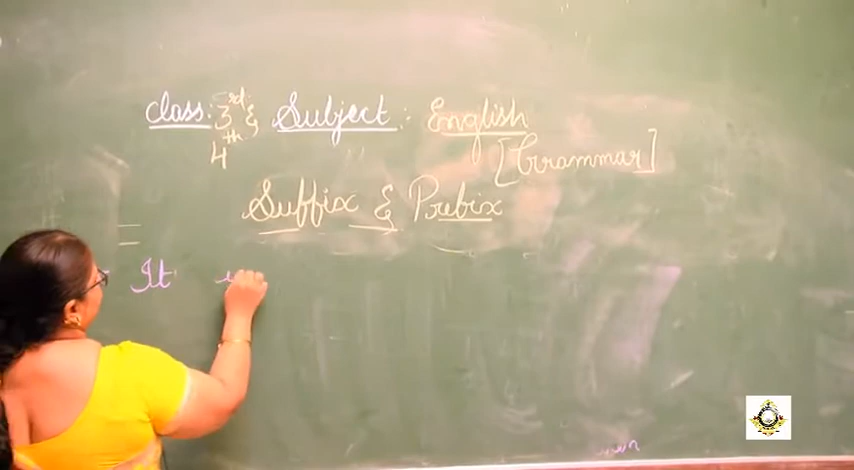 Class: 3rd & Subject: English
4th [Grammar]
Suffix & Prefix
It